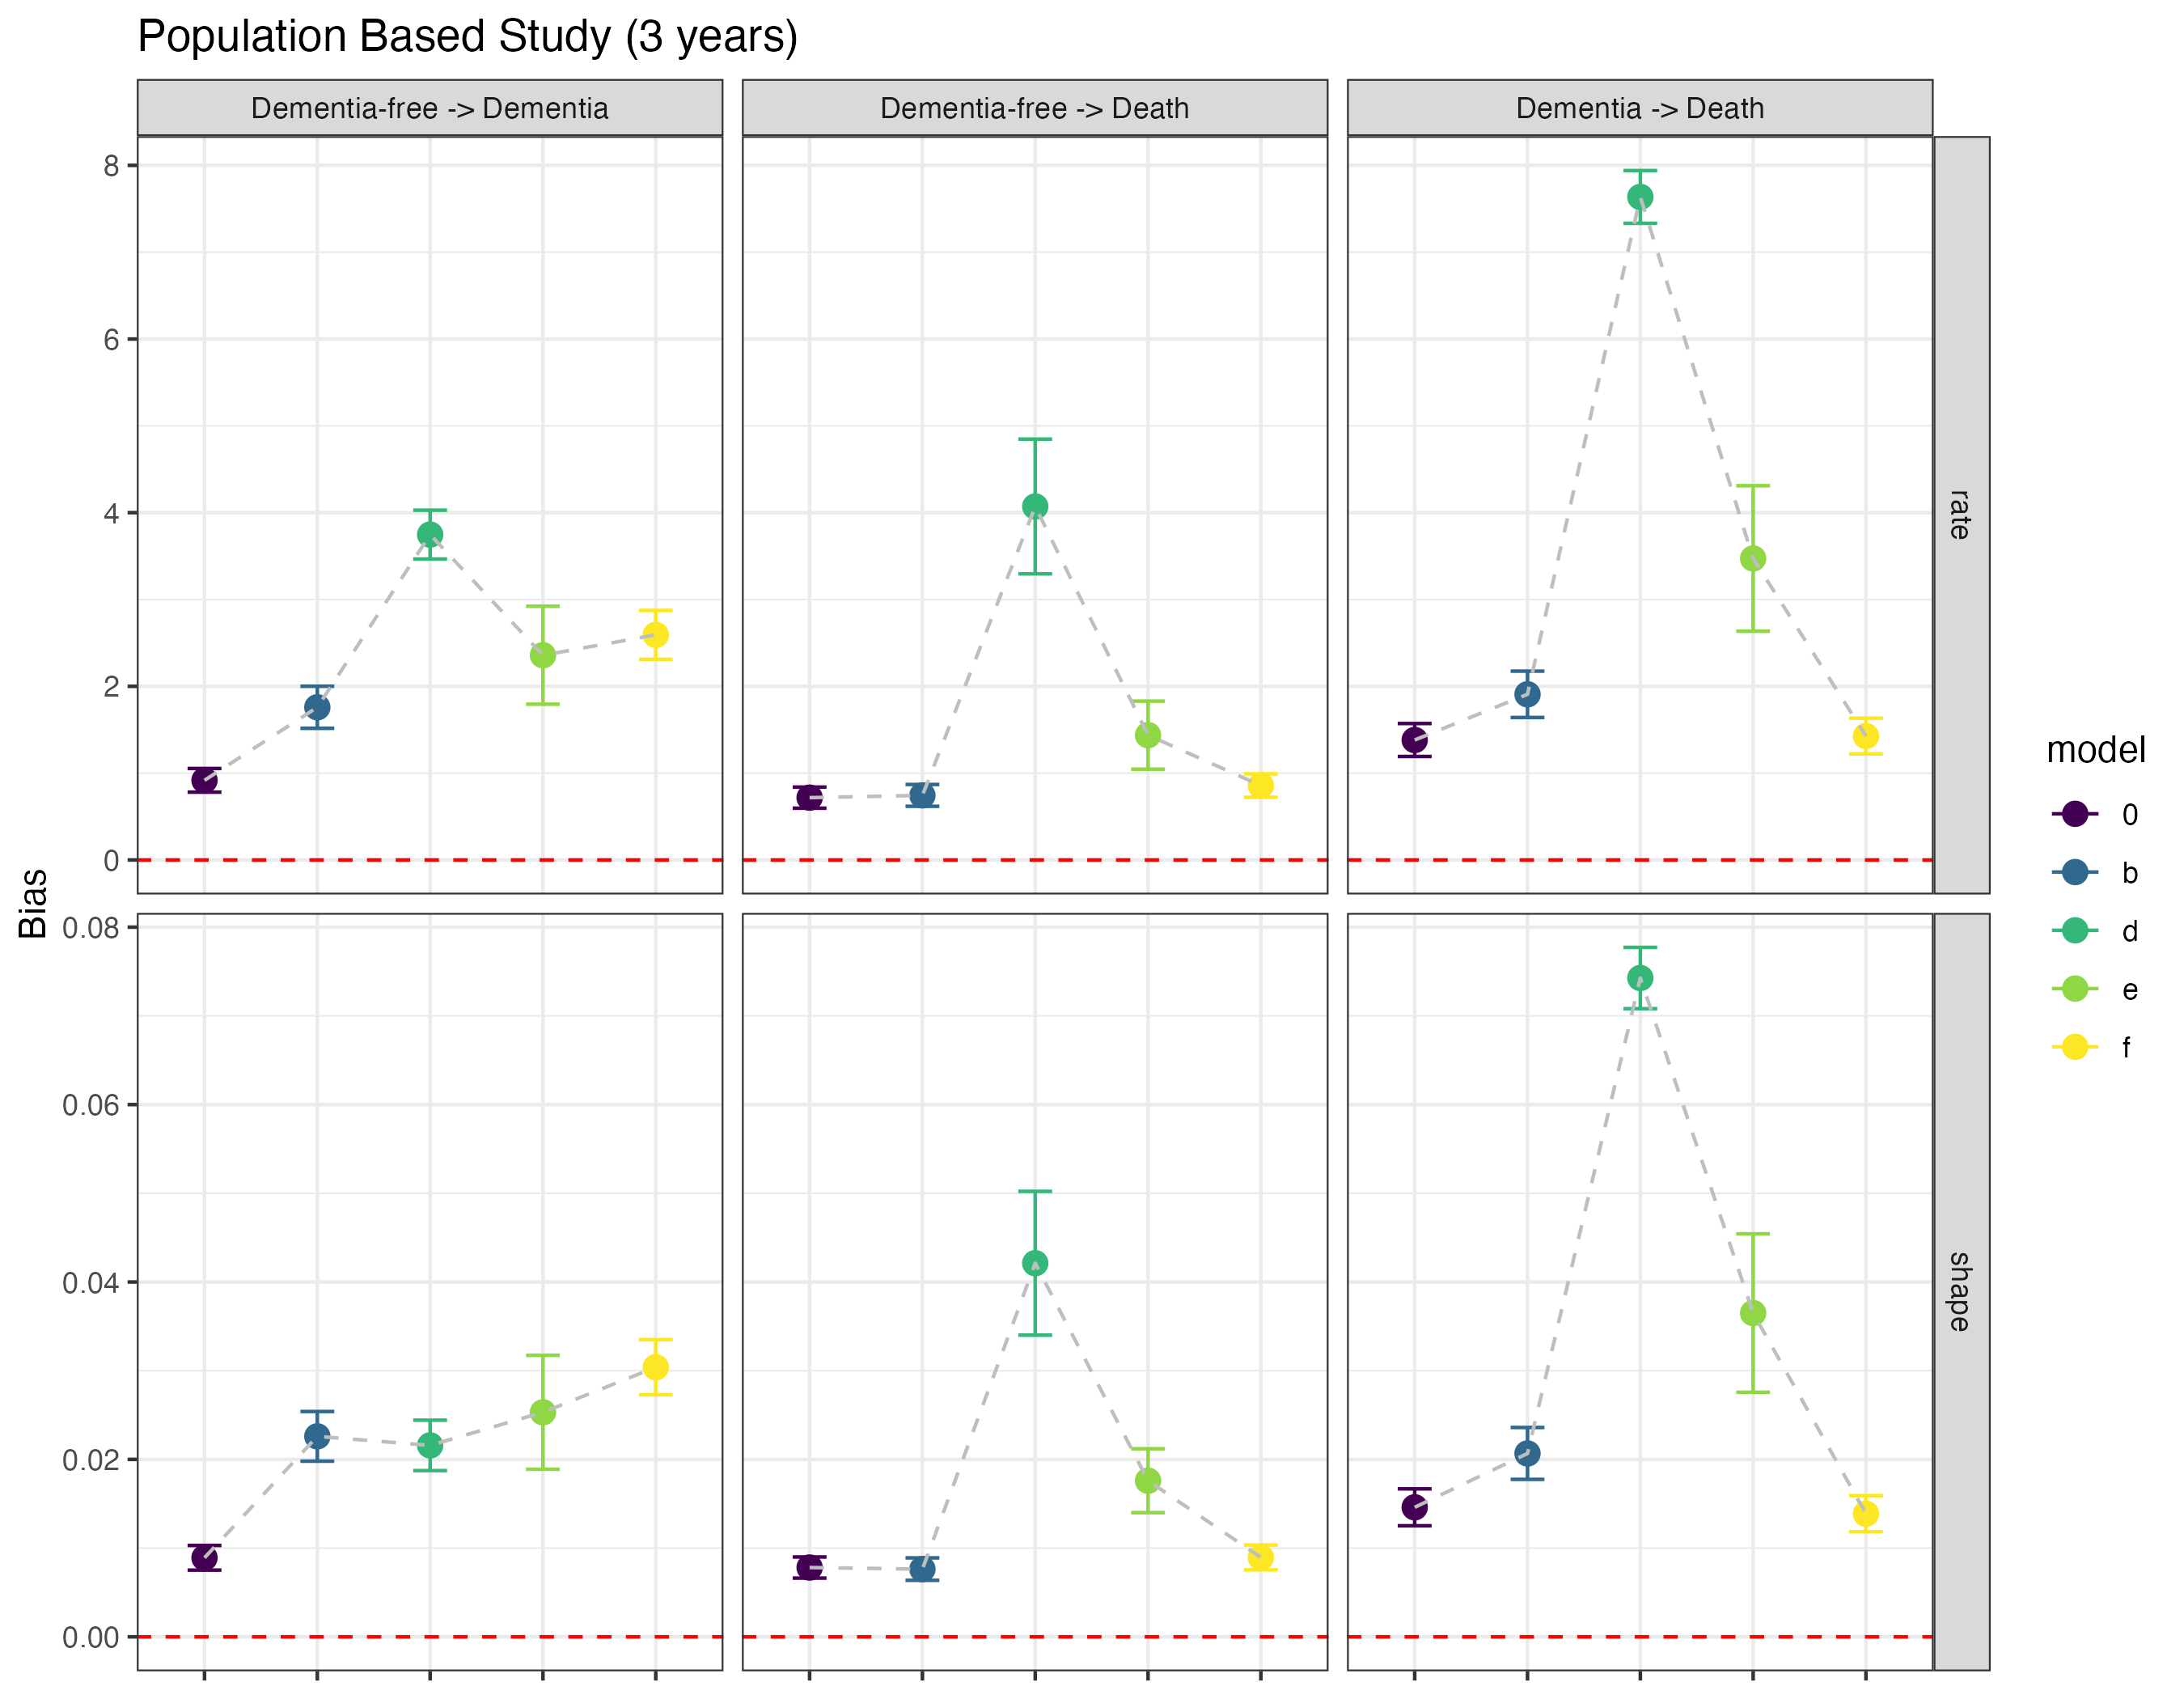 Population Based Study (3 years)
Dementia-free -> Dementia
Dementia-free -> Death
Dementia -> Death
8
6
4
2
0
rate
Bias
0.08
0.06
0.04
0.02
0.00
shape
model
0
b
d
e
f